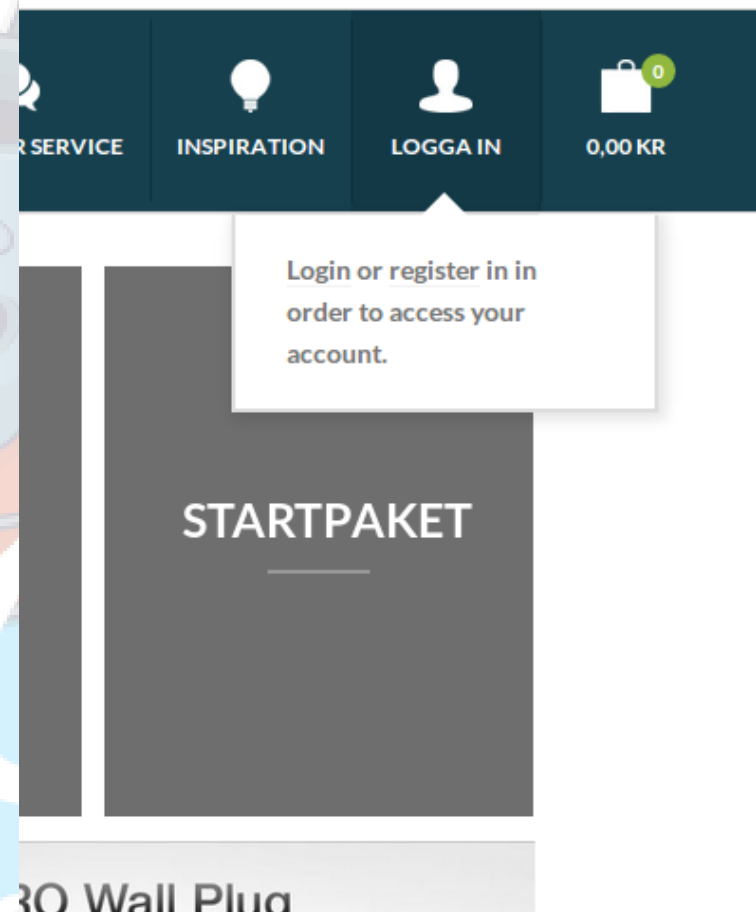 SERVICE
INSPIRATION
LOGGA IN
0
0,00 KR
Login or register in in
order to access your
account.
STARTPAKET
Wall Plug